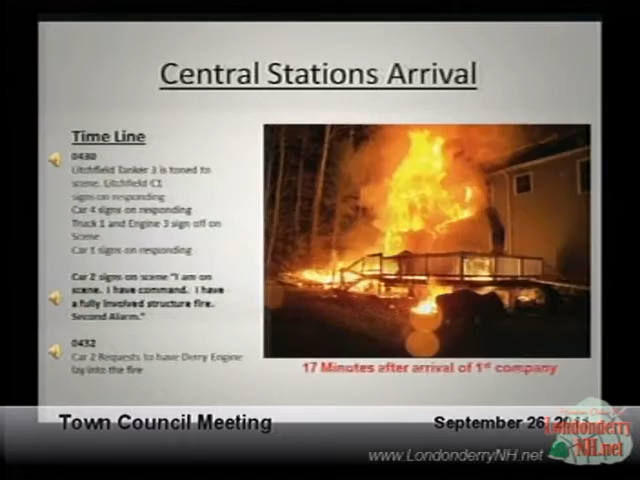 Central Stations Arrival
Time Line
0430
Litchfield Tanker 3 is toned to
scene. Litchfield C1
signs on responding
Car 4 signs on responding
Truck 1 and Engine 3 sign off on
Scene.
Car 1 signs on responding
Car 2 signs on scene "I am on
scene. I have command. I have
a fully involved structure fire.
Second Alarm."
0432
Car 2 Requests to have Derry Engine
lay into the fire
17 Minutes after arrival of 1st company
Town Council Meeting
September 26, 2011
Londonderry
NH.net
www.LondonderryNH.net